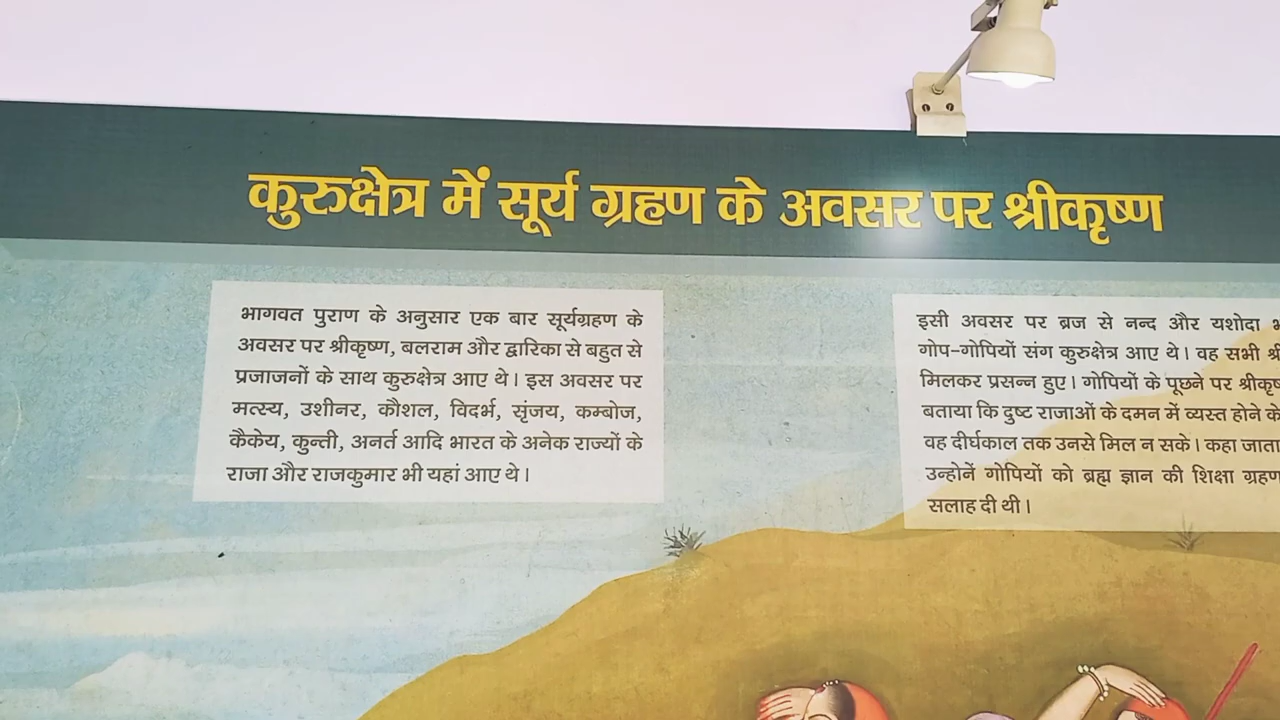 कुरुक्षेत्र में सूर्य ग्रहण के अवसर पर श्रीकृष्ण
भागवत पुराण के अनुसार एक बार सूर्यग्रहण के
अवसर पर श्रीकृष्ण, बलराम और द्वारिका से बहुत से
प्रजाजनों के साथ कुरुक्षेत्र आए थे। इस अवसर पर
मत्स्य, उशीनर, कौशल, विदर्भ, सृंजय, कम्बोज,
कैकेय, कुन्ती, अनर्त आदि भारत के अनेक राज्यों के
राजा और राजकुमार भी यहां आए थे।
इसी अवसर पर ब्रज से नन्द और यशोदा
गोप-गोपियों संग कुरुक्षेत्र आए थे। वह सभी
मिलकर प्रसन्न हुए। गोपियों के पूछने पर
बताया कि दुष्ट राजाओं के दमन में व्यस्त होने के
वह दीर्घकाल तक उनसे मिल न सके। कहा जाता
उन्होनें गोपियों को ब्रह्म ज्ञान की शिक्षा ग्रहण
सलाह दी थी।